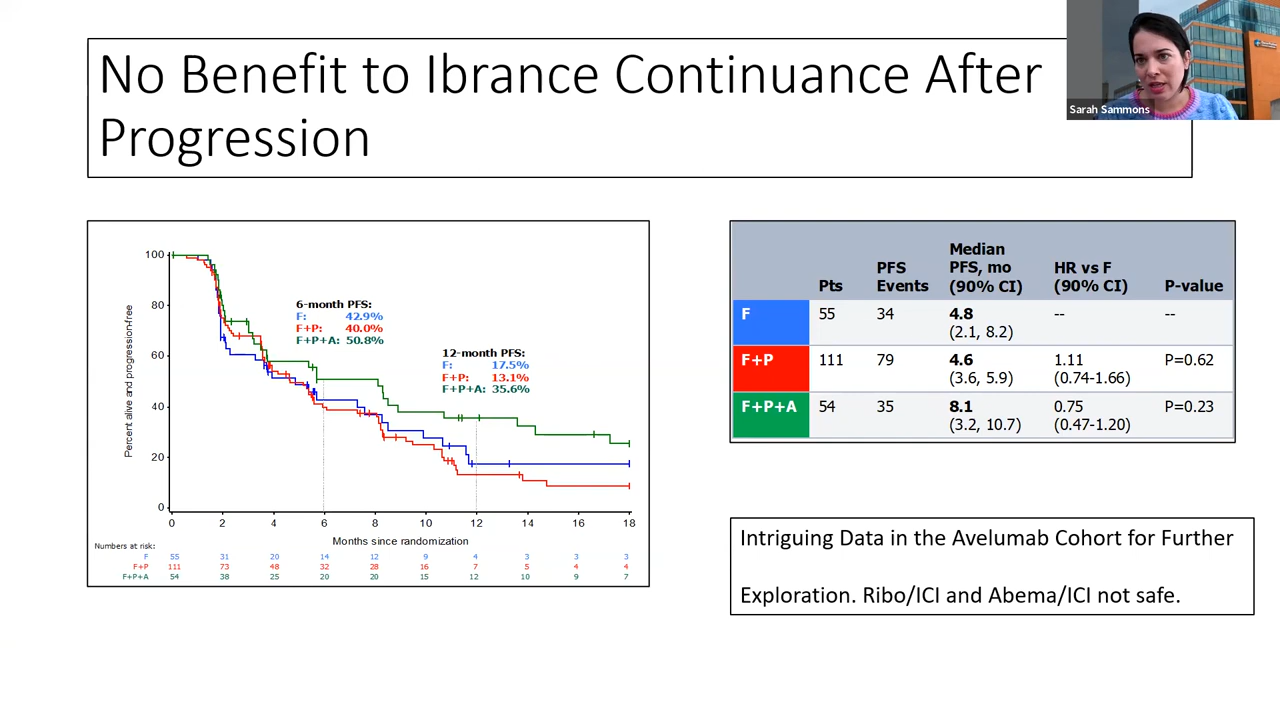 No Benefit to Ibrance Continuance After
Progression
Sarah Sammons
Percent alive and progression-free
100
80
60
40
20
0
6-month PFS:
F: 42.9%
F+P: 40.0%
F+P+A: 50.8%
12-month PFS:
F: 17.5%
F+P: 13.1%
F+P+A: 35.6%
0 2 4 6 8 10 12 14 16 18
Months since randomization
Numbers at risk:
F 55 31 20 14 12 9 4 3 3 3
F+P 111 73 48 32 28 16 7 5 4 4
F+P+A 54 38 25 20 20 15 12 10 9 7
Median
PFS HR vs F
PFS, mo
Pts Events (90% CI) (90% CI) P-value
F 55 34 4.8 -- --
(2.1, 8.2)
F+P 111 79 4.6 1.11 P=0.62
(3.6, 5.9) (0.74-1.66)
F+P+A 54 35 8.1 0.75 P=0.23
(3.2, 10.7) (0.47-1.20)
Intriguing Data in the Avelumab Cohort for Further
Exploration. Ribo/ICI and Abema/ICI not safe.